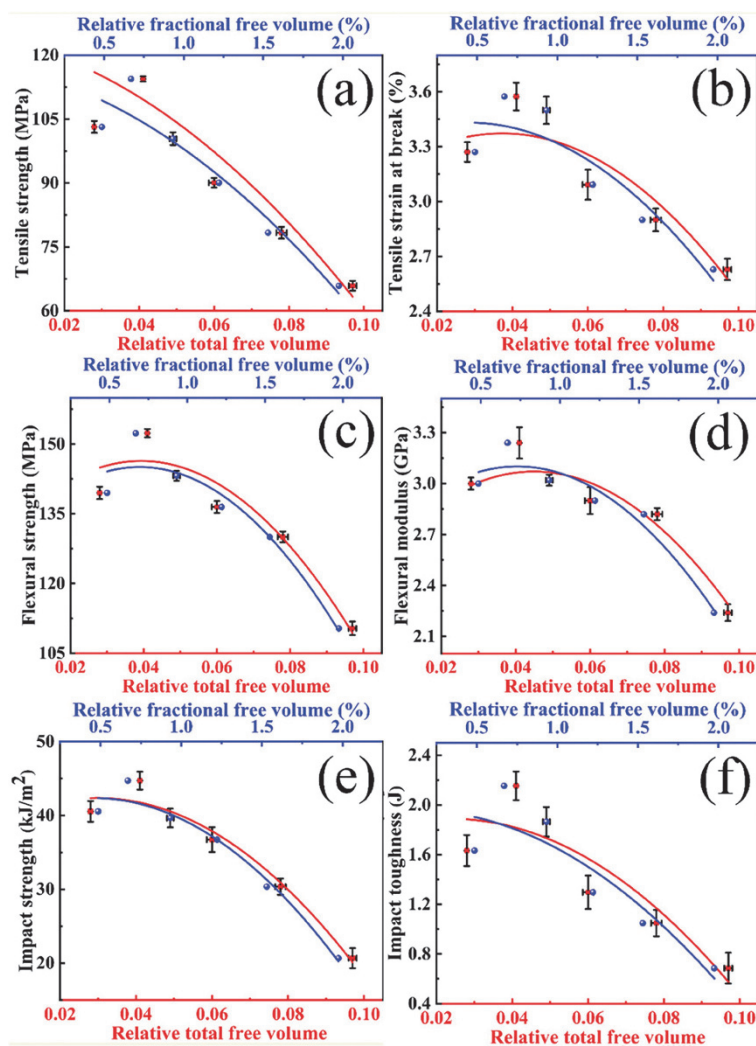 Relative fractional free volume (%)
0.5 1.0 1.5 2.0
120
105
90
75
60
Tensile strength (MPa)
(a)
0.02 0.04 0.06 0.08 0.10
Relative total free volume
Relative fractional free volume (%)
0.5 1.0 1.5 2.0
3.6
3.3
3.0
2.7
2.4
Tensile strain at break (%)
(b)
0.02 0.04 0.06 0.08 0.10
Relative total free volume
Relative fractional free volume (%)
0.5 1.0 1.5 2.0
150
135
110
105
Flexural strength (MPa)
(c)
0.02 0.04 0.06 0.08 0.10
Relative total free volume
Relative fractional free volume (%)
0.5 1.0 1.5 2.0
3.3
3.0
2.7
2.4
2.1
Flexural modulus (GPa)
(d)
0.02 0.04 0.06 0.08 0.10
Relative total free volume
Relative fractional free volume (%)
0.5 1.0 1.5 2.0
50
40
30
20
Impact strength (kJ/m²)
(e)
0.02 0.04 0.06 0.08 0.10
Relative total free volume
Relative fractional free volume (%)
0.5 1.0 1.5 2.0
2.4
2.0
1.6
1.2
0.8
0.4
Impact toughness (J)
(f)
0.02 0.04 0.06 0.08 0.10
Relative total free volume